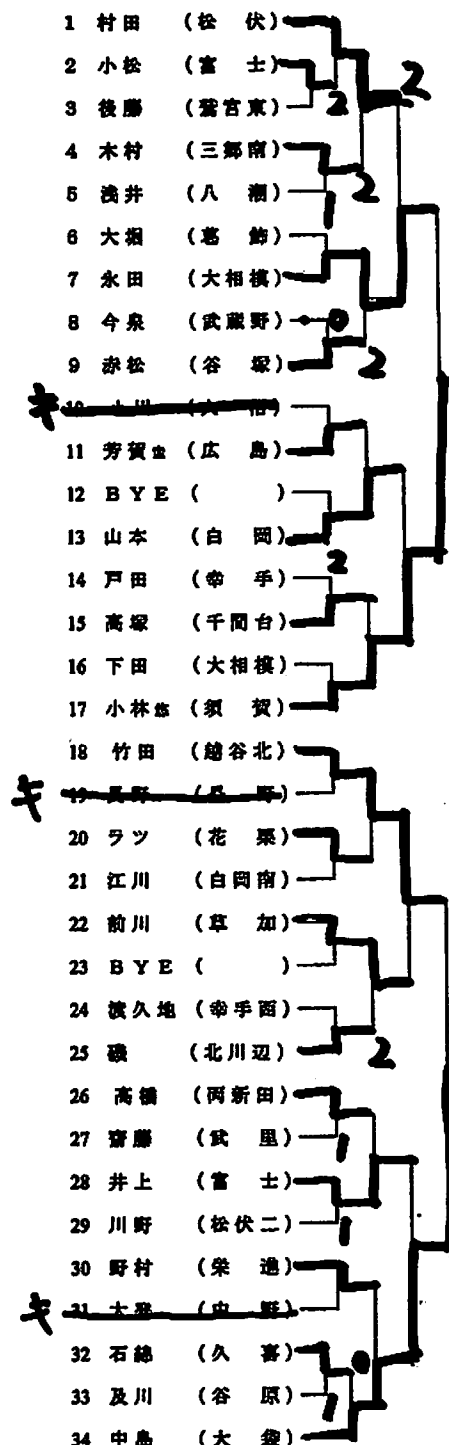 1 村田 (松 伏)
2 小松 (富 士) 2
3 後藤 (鷲宮東) 2
4 木村 (三郷南)
5 浅井 (八 潮) 1 2
6 大堀 (葛 飾)
7 永田 (大相模)
8 今泉 (武蔵野) 0
9 赤松 (谷 塚) 2
キ 10
11 芳賀 (広 島)
12 BYE ( )
13 山本 (白 岡)
14 戸田 (幸 手) 2
15 高塚 (千間台)
16 下田 (大相模)
17 小林悠 (須 賀)
18 竹田 (越谷北)
キ 19 長野
20 ラツ (花 栗)
21 江川 (白岡南)
22 前川 (草 加)
23 BYE ( )
24 渡久地 (幸手西)
25 磯 (北川辺) 2
26 高橋 (両新田)
27 齋藤 (武 里) 1
28 井上 (富 士)
29 川野 (松伏二) 1
30 野村 (栄 進)
キ 31
32 石綿 (久 喜) 0
33 及川 (谷 原) 1
34 中島 (大 袋)